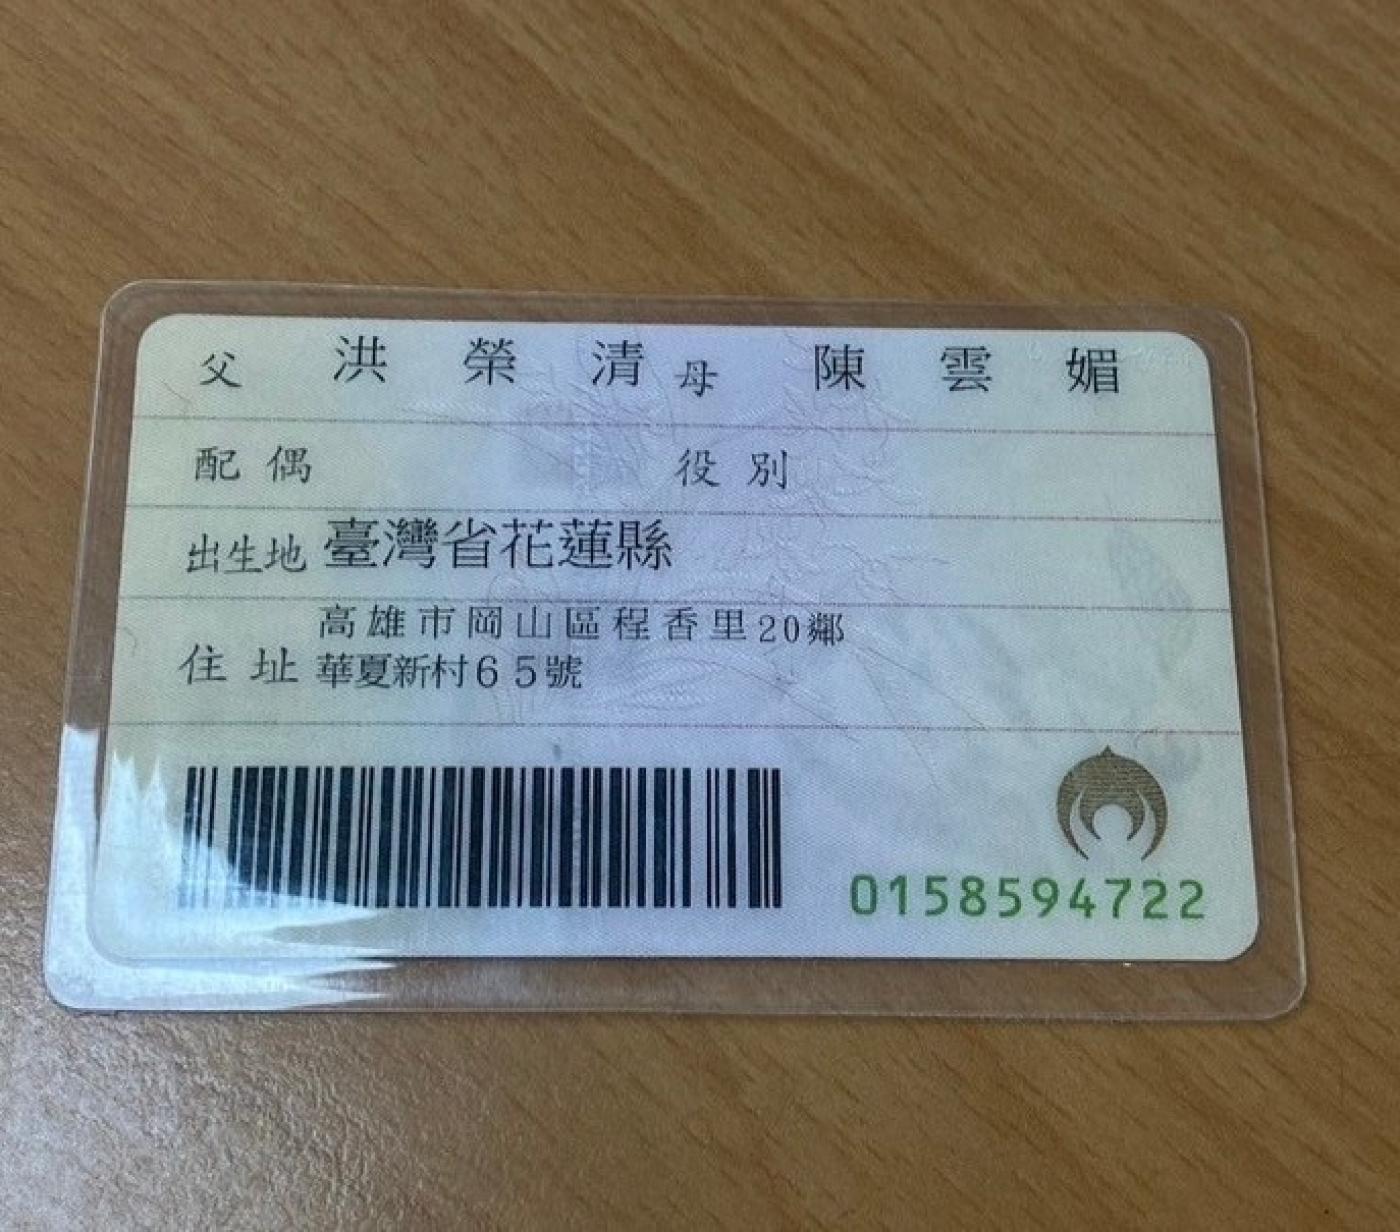 父 洪榮清 母 陳雲媚
配偶 役別
出生地 臺灣省花蓮縣
住址 高雄市岡山區程香里20鄰
華夏新村65號
0158594722